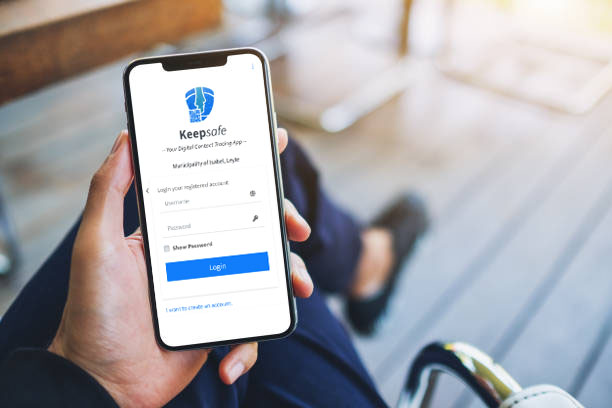 Keepsafe
~ Your Digital Contact Tracing App ~
Municipality of Isabel, Leyte
Login your registered account
Username
Password
Show Password
Login
I want to create an account.